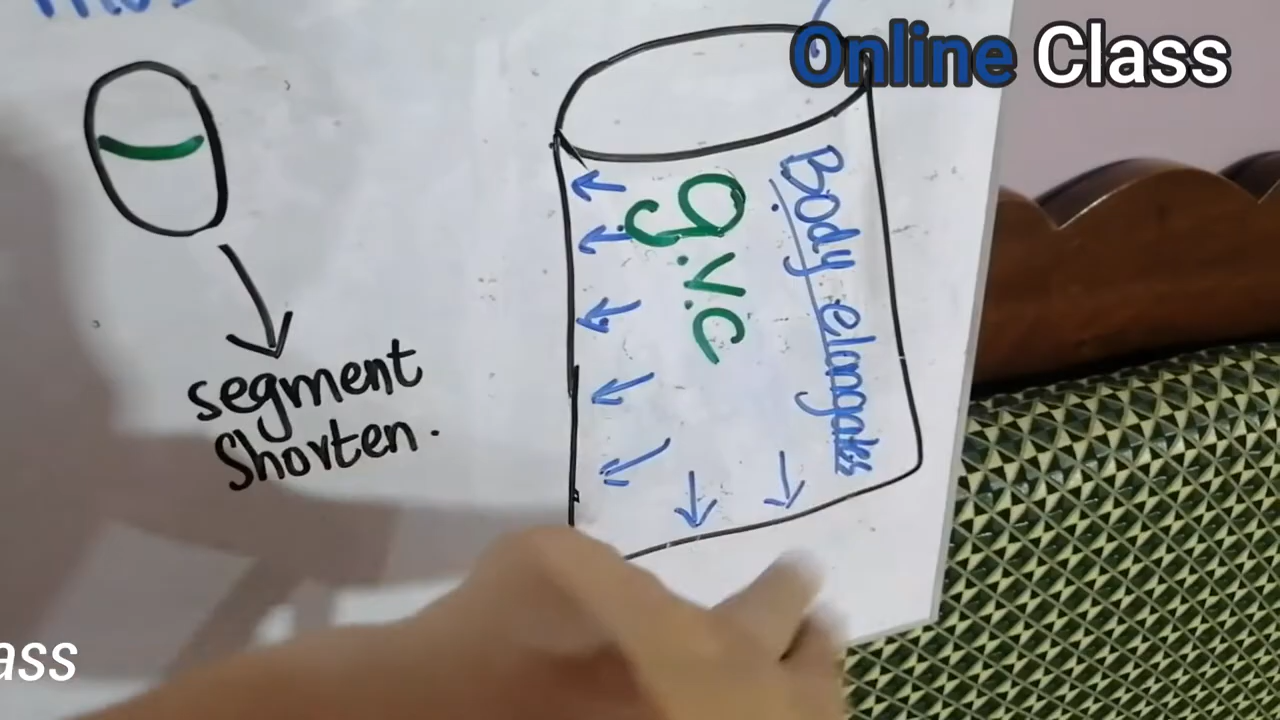 Online Class
segment
Shorten.
g.v.c
Body elongates
ass